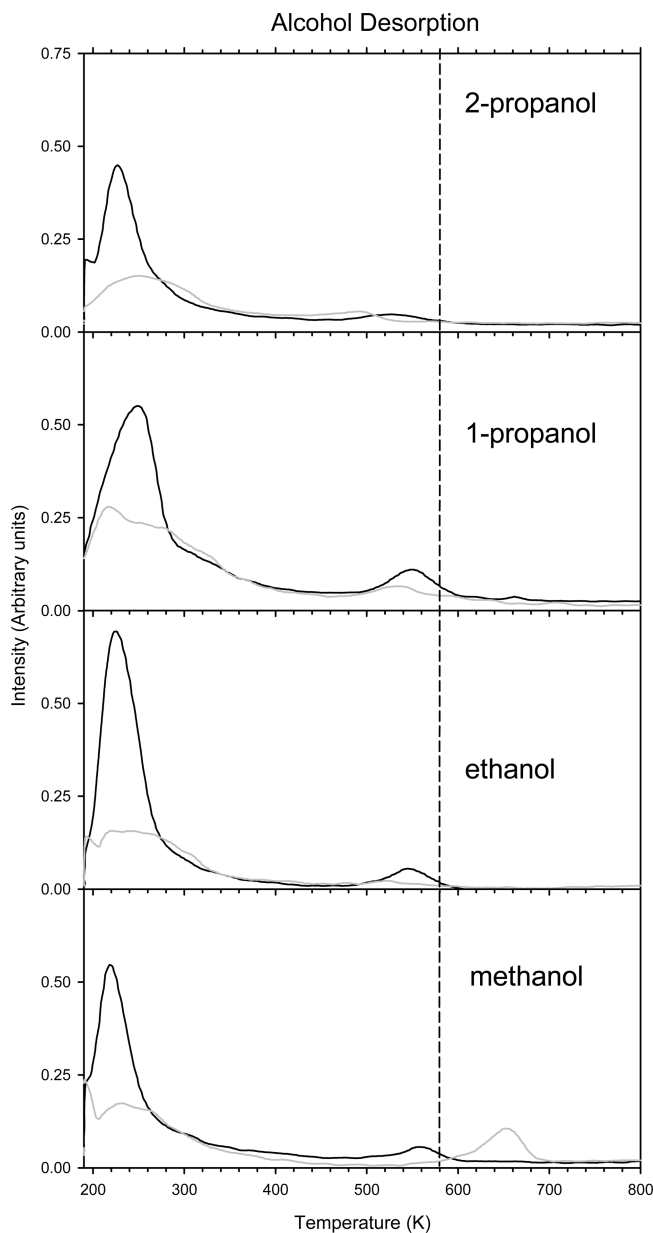 Alcohol Desorption
0.75
2-propanol
0.50
0.25
0.00
1-propanol
0.50
0.25
0.00
Intensity (Arbitrary units)
0.50
ethanol
0.25
0.00
methanol
0.50
0.25
0.00
200 300 400 500 600 700 800
Temperature (K)